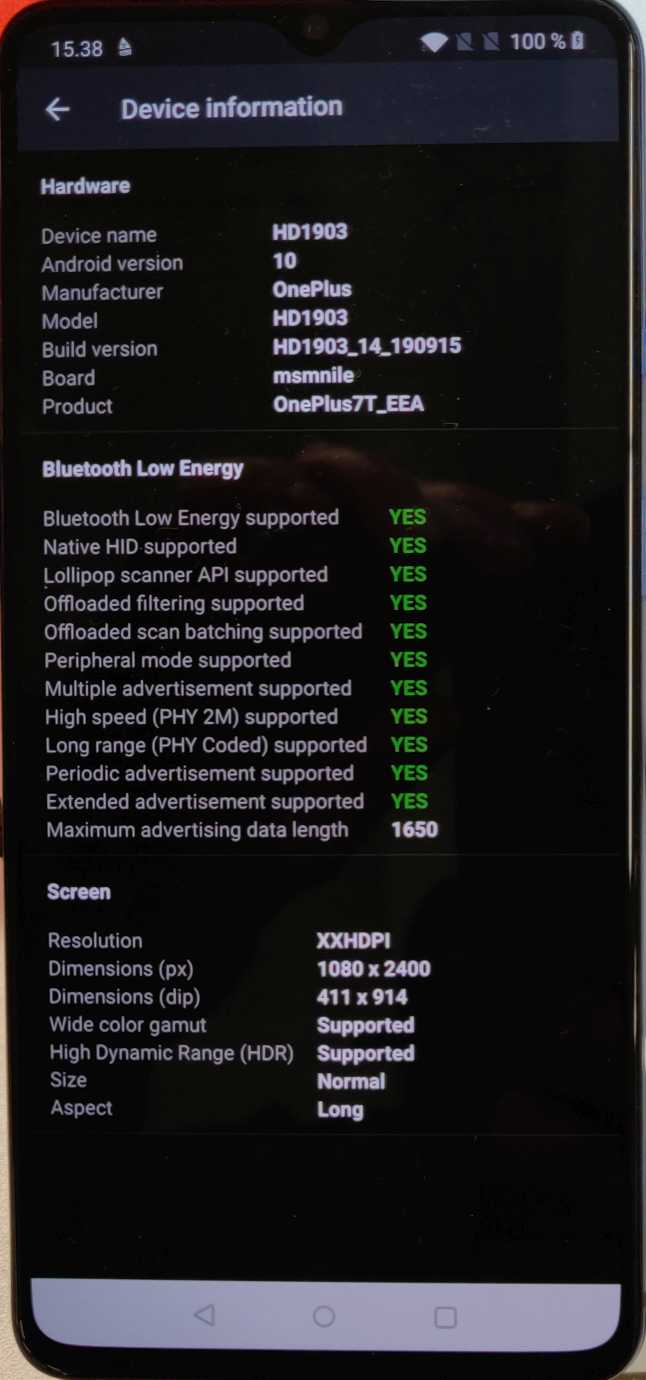 15.38 100 %
Device information
Hardware
Device name HD1903
Android version 10
Manufacturer OnePlus
Model HD1903
Build version HD1903_14_190915
Board msmnile
Product OnePlus7T_EEA
Bluetooth Low Energy
Bluetooth Low Energy supported YES
Native HID supported YES
Lollipop scanner API supported YES
Offloaded filtering supported YES
Offloaded scan batching supported YES
Peripheral mode supported YES
Multiple advertisement supported YES
High speed (PHY 2M) supported YES
Long range (PHY Coded) supported YES
Periodic advertisement supported YES
Extended advertisement supported YES
Maximum advertising data length 1650
Screen
Resolution XXHDPI
Dimensions (px) 1080 x 2400
Dimensions (dip) 411 x 914
Wide color gamut Supported
High Dynamic Range (HDR) Supported
Size Normal
Aspect Long